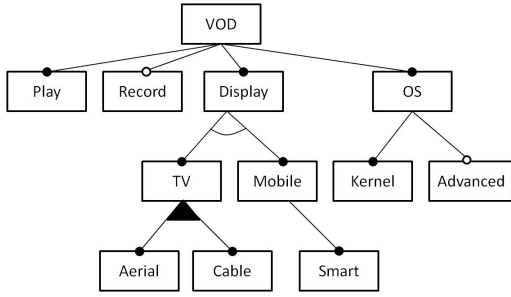 VOD
Play Record Display OS
TV Mobile Kernel Advanced
Aerial Cable Smart